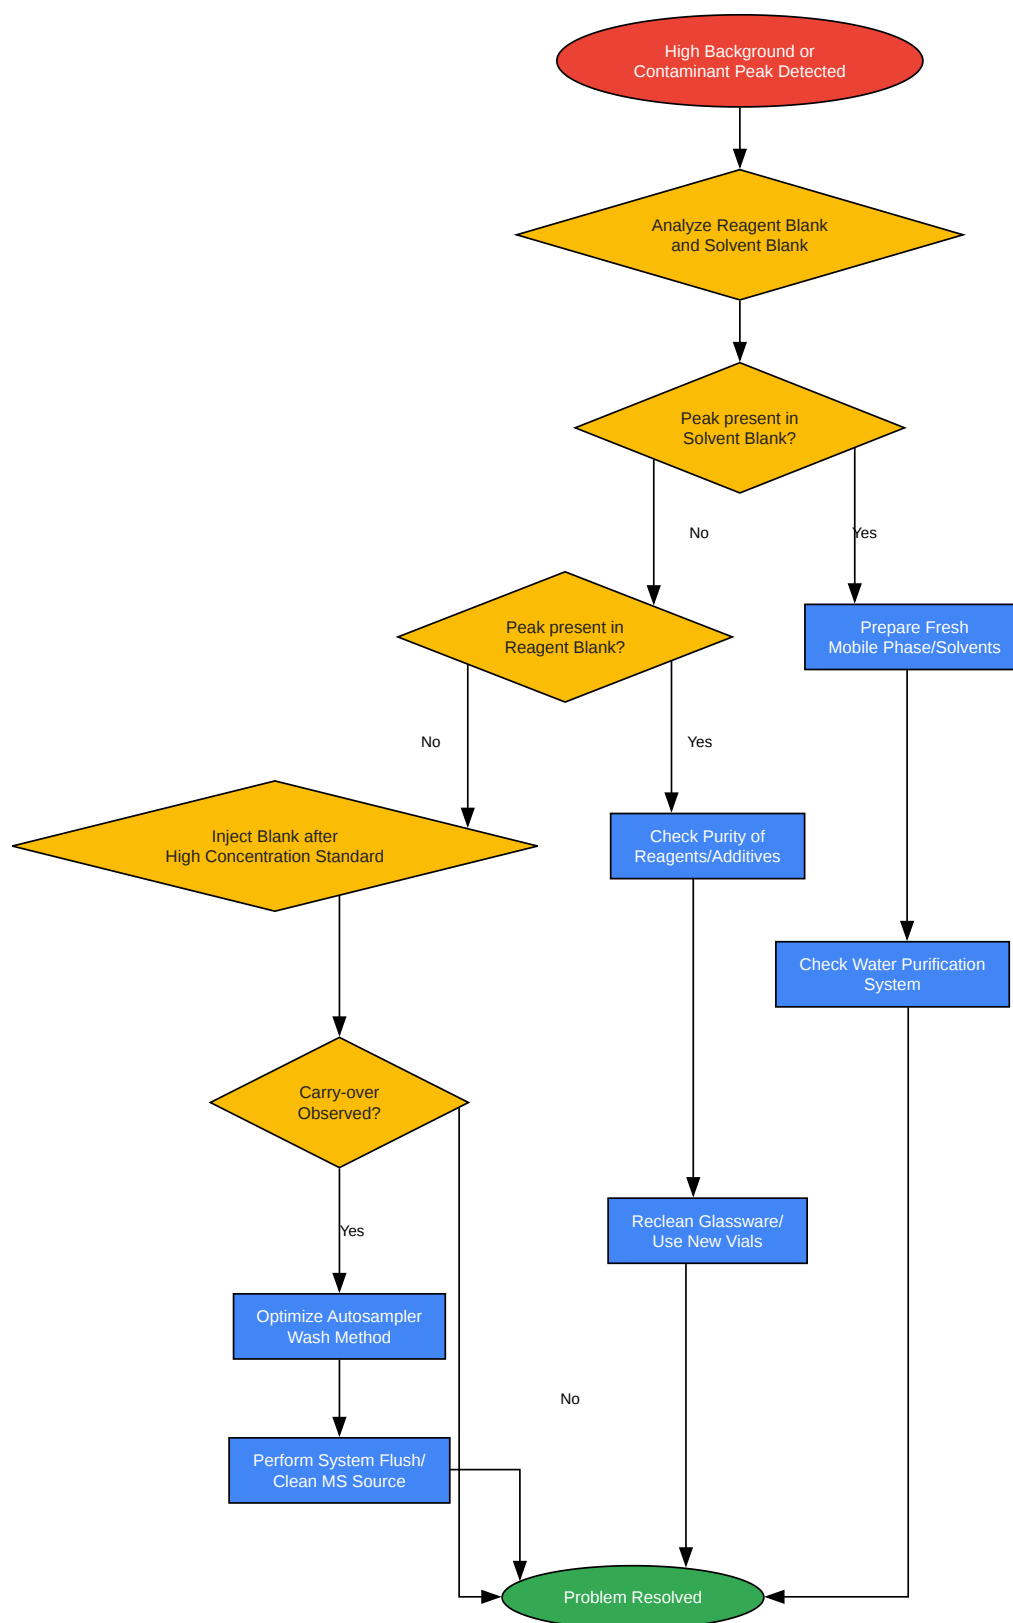 High Background or
Contaminant Peak Detected
Analyze Reagent Blank
and Solvent Blank
Peak present in
Solvent Blank?
No
Yes
Peak present in
Reagent Blank?
Prepare Fresh
Mobile Phase/Solvents
No
Yes
Inject Blank after
High Concentration Standard
Check Purity of
Reagents/Additives
Check Water Purification
System
Carry-over
Observed?
Yes
Reclean Glassware/
Use New Vials
Optimize Autosampler
Wash Method
No
Perform System Flush/
Clean MS Source
Problem Resolved